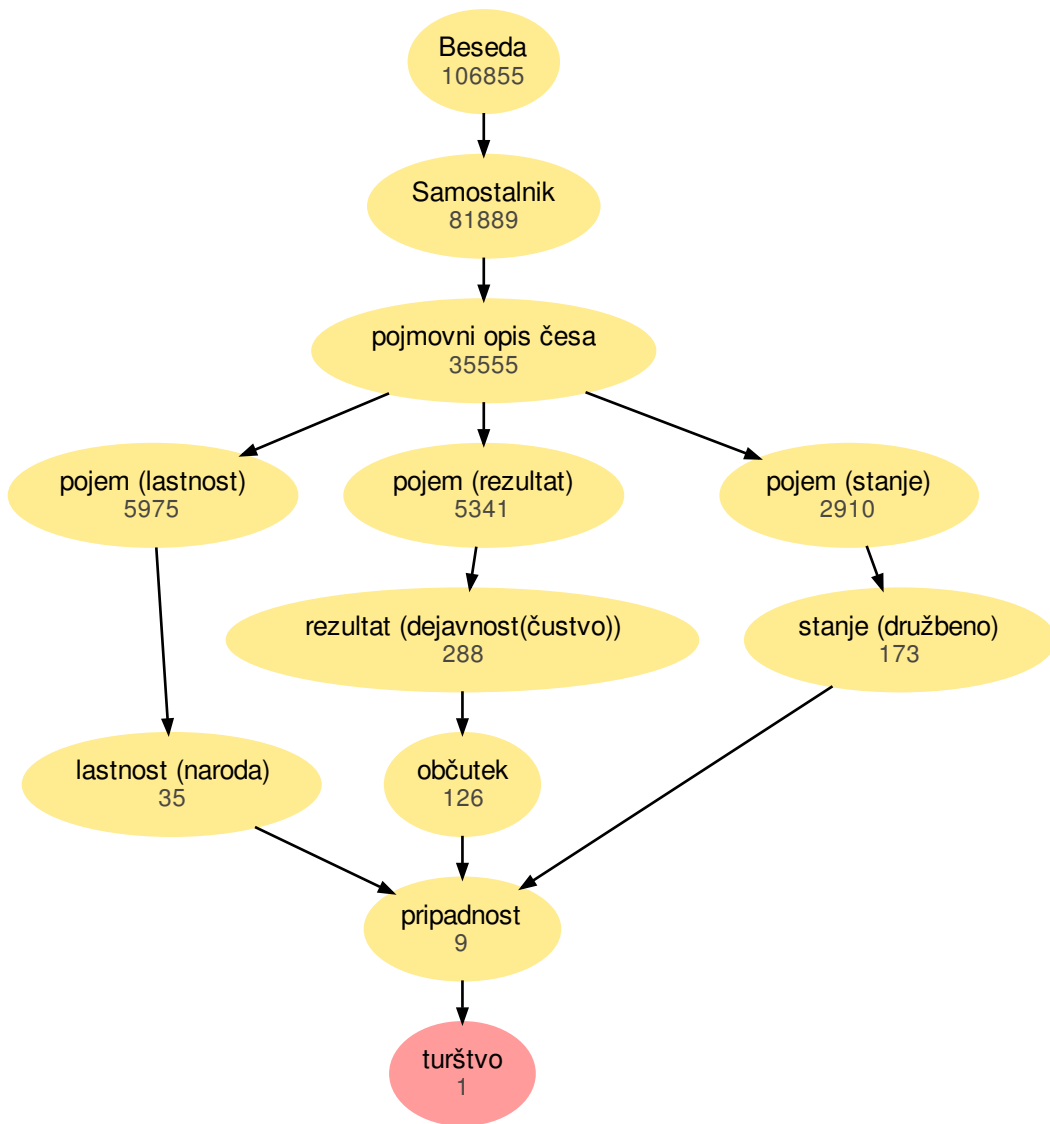 Beseda
106855
Samostalnik
81889
pojmovni opis česa
35555
pojem (lastnost)
5975
pojem (rezultat)
5341
pojem (stanje)
2910
rezultat (dejavnost(čustvo))
288
stanje (družbeno)
173
lastnost (naroda)
35
občutek
126
pripadnost
9
turštvo
1